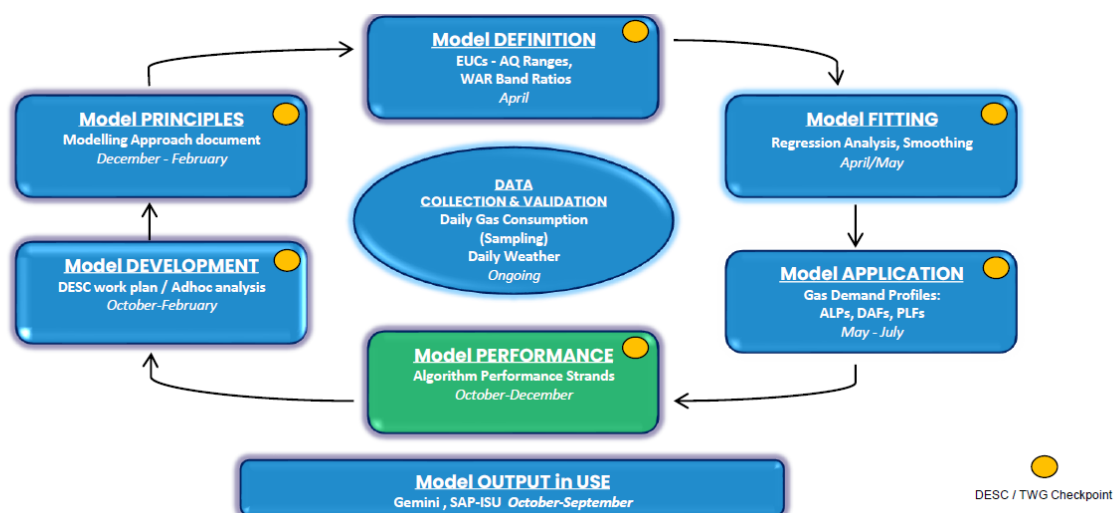 Model DEFINITION
EUCs - AQ Ranges,
WAR Band Ratios
April
Model PRINCIPLES
Modelling Approach document
December - February
Model FITTING
Regression Analysis, Smoothing
April/May
DATA
COLLECTION & VALIDATION
Daily Gas Consumption
(Sampling)
Daily Weather
Ongoing
Model DEVELOPMENT
DESC work plan / Adhoc analysis
October-February
Model APPLICATION
Gas Demand Profiles:
ALPs, DAFs, PLFs
May - July
Model PERFORMANCE
Algorithm Performance Strands
October-December
Model OUTPUT in USE
Gemini , SAP-ISU October-September
DESC / TWG Checkpoint